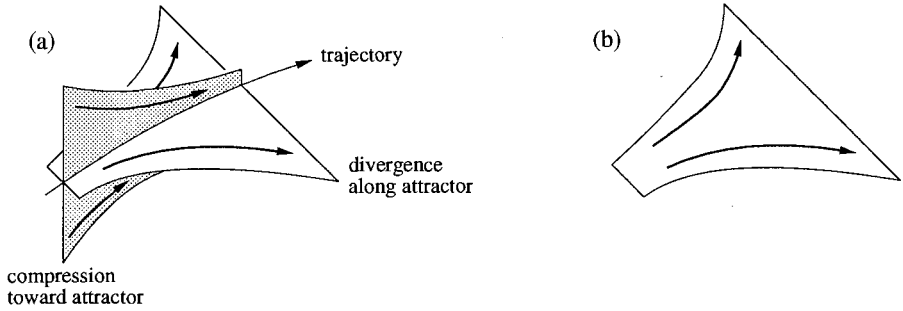 (a)
trajectory
(b)
divergence
along attractor
compression
toward attractor